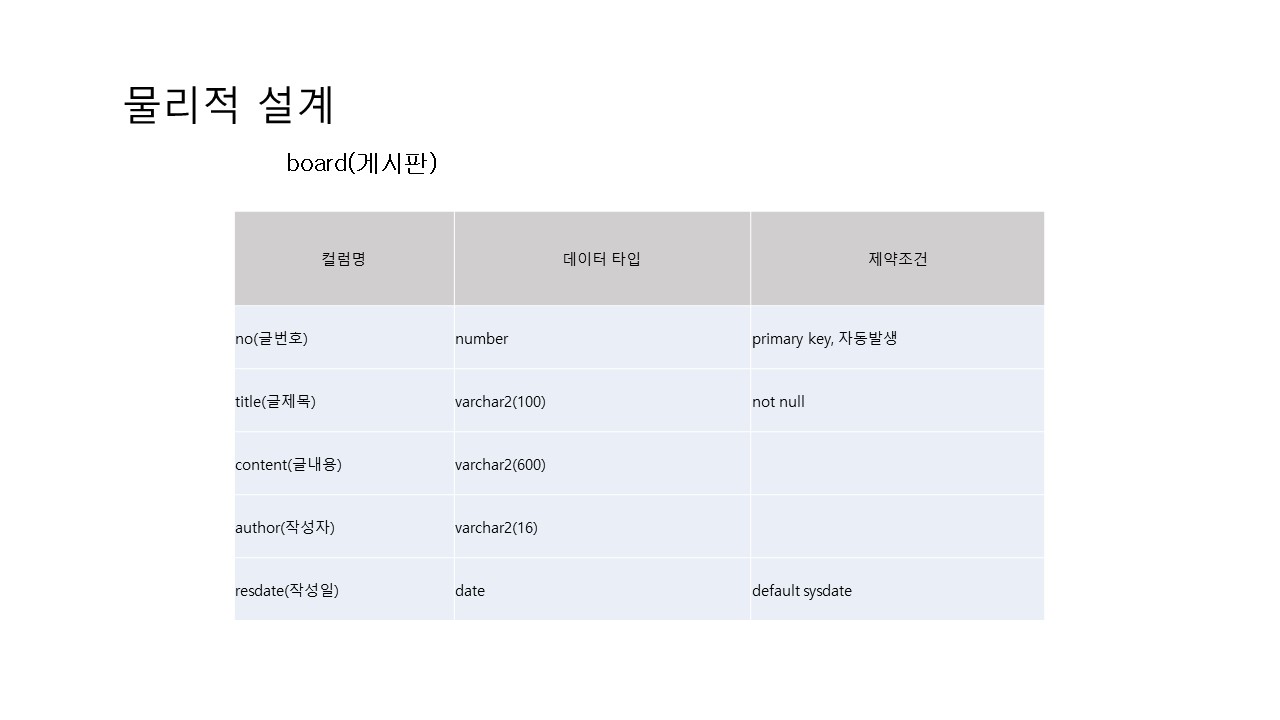 물리적 설계
board(게시판)
컬럼명 데이터 타입 제약조건
no(글번호) number primary key, 자동발생
title(글제목) varchar2(100) not null
content(글내용) varchar2(600)
author(작성자) varchar2(16)
resdate(작성일) date default sysdate